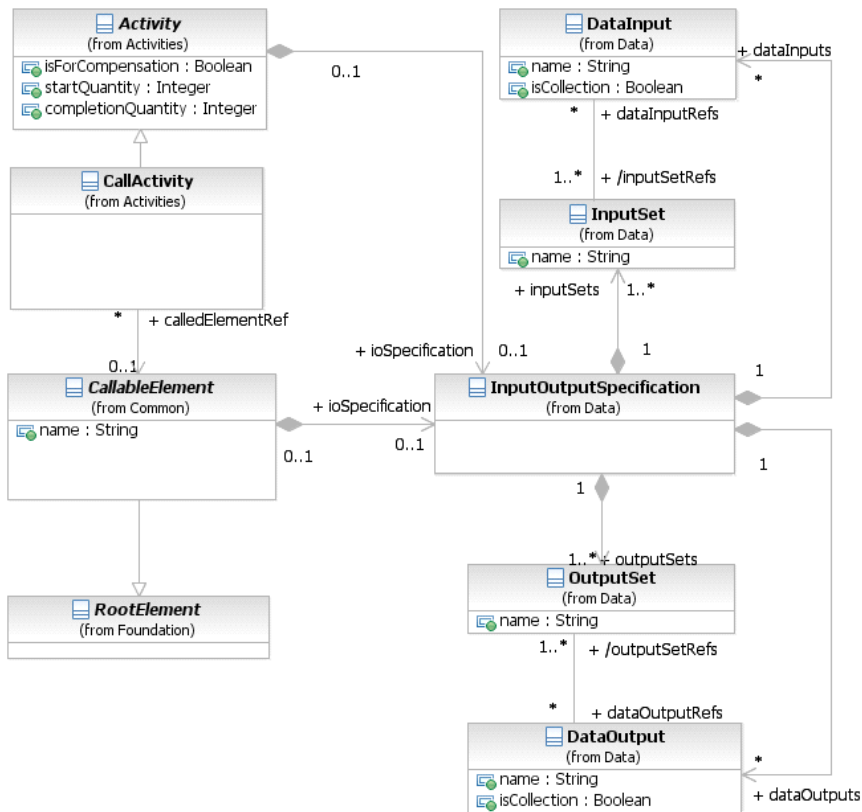 Activity
(from Activities)
isForCompensation : Boolean
startQuantity : Integer
completionQuantity : Integer
0..1
DataInput
(from Data)
name : String
isCollection : Boolean
+ dataInputs
*
* + dataInputRefs
1..* + /inputSetRefs
CallActivity
(from Activities)
InputSet
(from Data)
name : String
+ inputSets 1..*
* + calledElementRef
0..1
+ ioSpecification 0..1
1
1
CallableElement
(from Common)
name : String
+ ioSpecification
0..1
0..1
InputOutputSpecification
(from Data)
1
1
1..* + outputSets
OutputSet
(from Data)
name : String
RootElement
(from Foundation)
1..* + /outputSetRefs
* + dataOutputRefs
DataOutput
(from Data)
name : String
isCollection : Boolean
*
+ dataOutputs